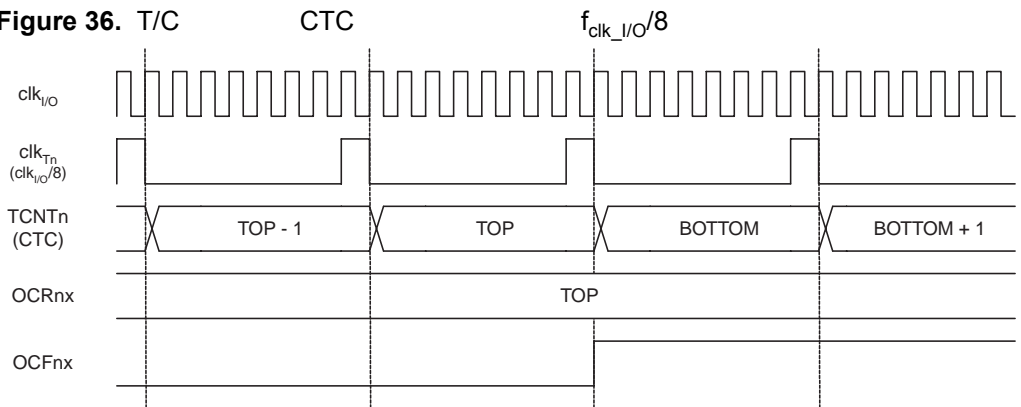 Figure 36. T/C CTC f_clk_I/O/8
clk_I/O
clk_Tn
(clk_I/O/8)
TCNTn
(CTC)
TOP - 1 TOP BOTTOM BOTTOM + 1
OCRnx TOP
OCFnx